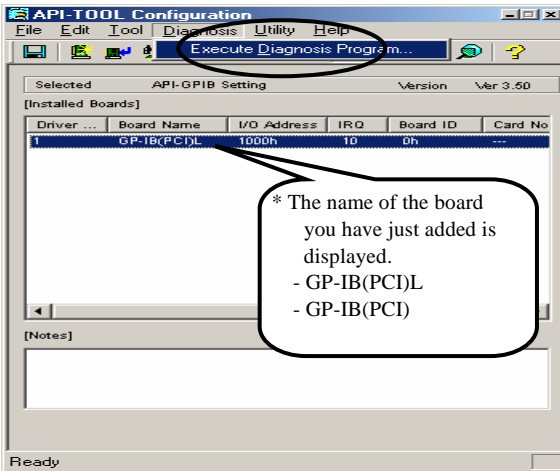 API-TOOL Configuration
File Edit Tool Diagnosis Utility Help
Execute Diagnosis Program...
Selected API-GPIB Setting Version Ver 3.50
[Installed Boards]
Driver ... Board Name I/O Address IRQ Board ID Card No
1 GP-IB(PCI)L 1000h 10 0h ---
* The name of the board
you have just added is
displayed.
- GP-IB(PCI)L
- GP-IB(PCI)
[Notes]
Ready